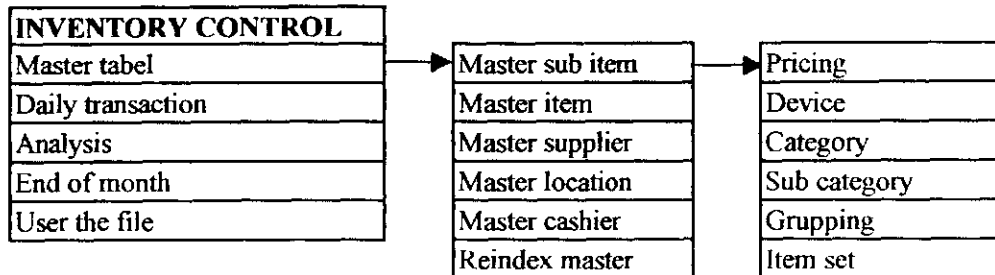 INVENTORY CONTROL
Master tabel
Daily transaction
Analysis
End of month
User the file
Master sub item
Master item
Master supplier
Master location
Master cashier
Reindex master
Pricing
Device
Category
Sub category
Grupping
Item set